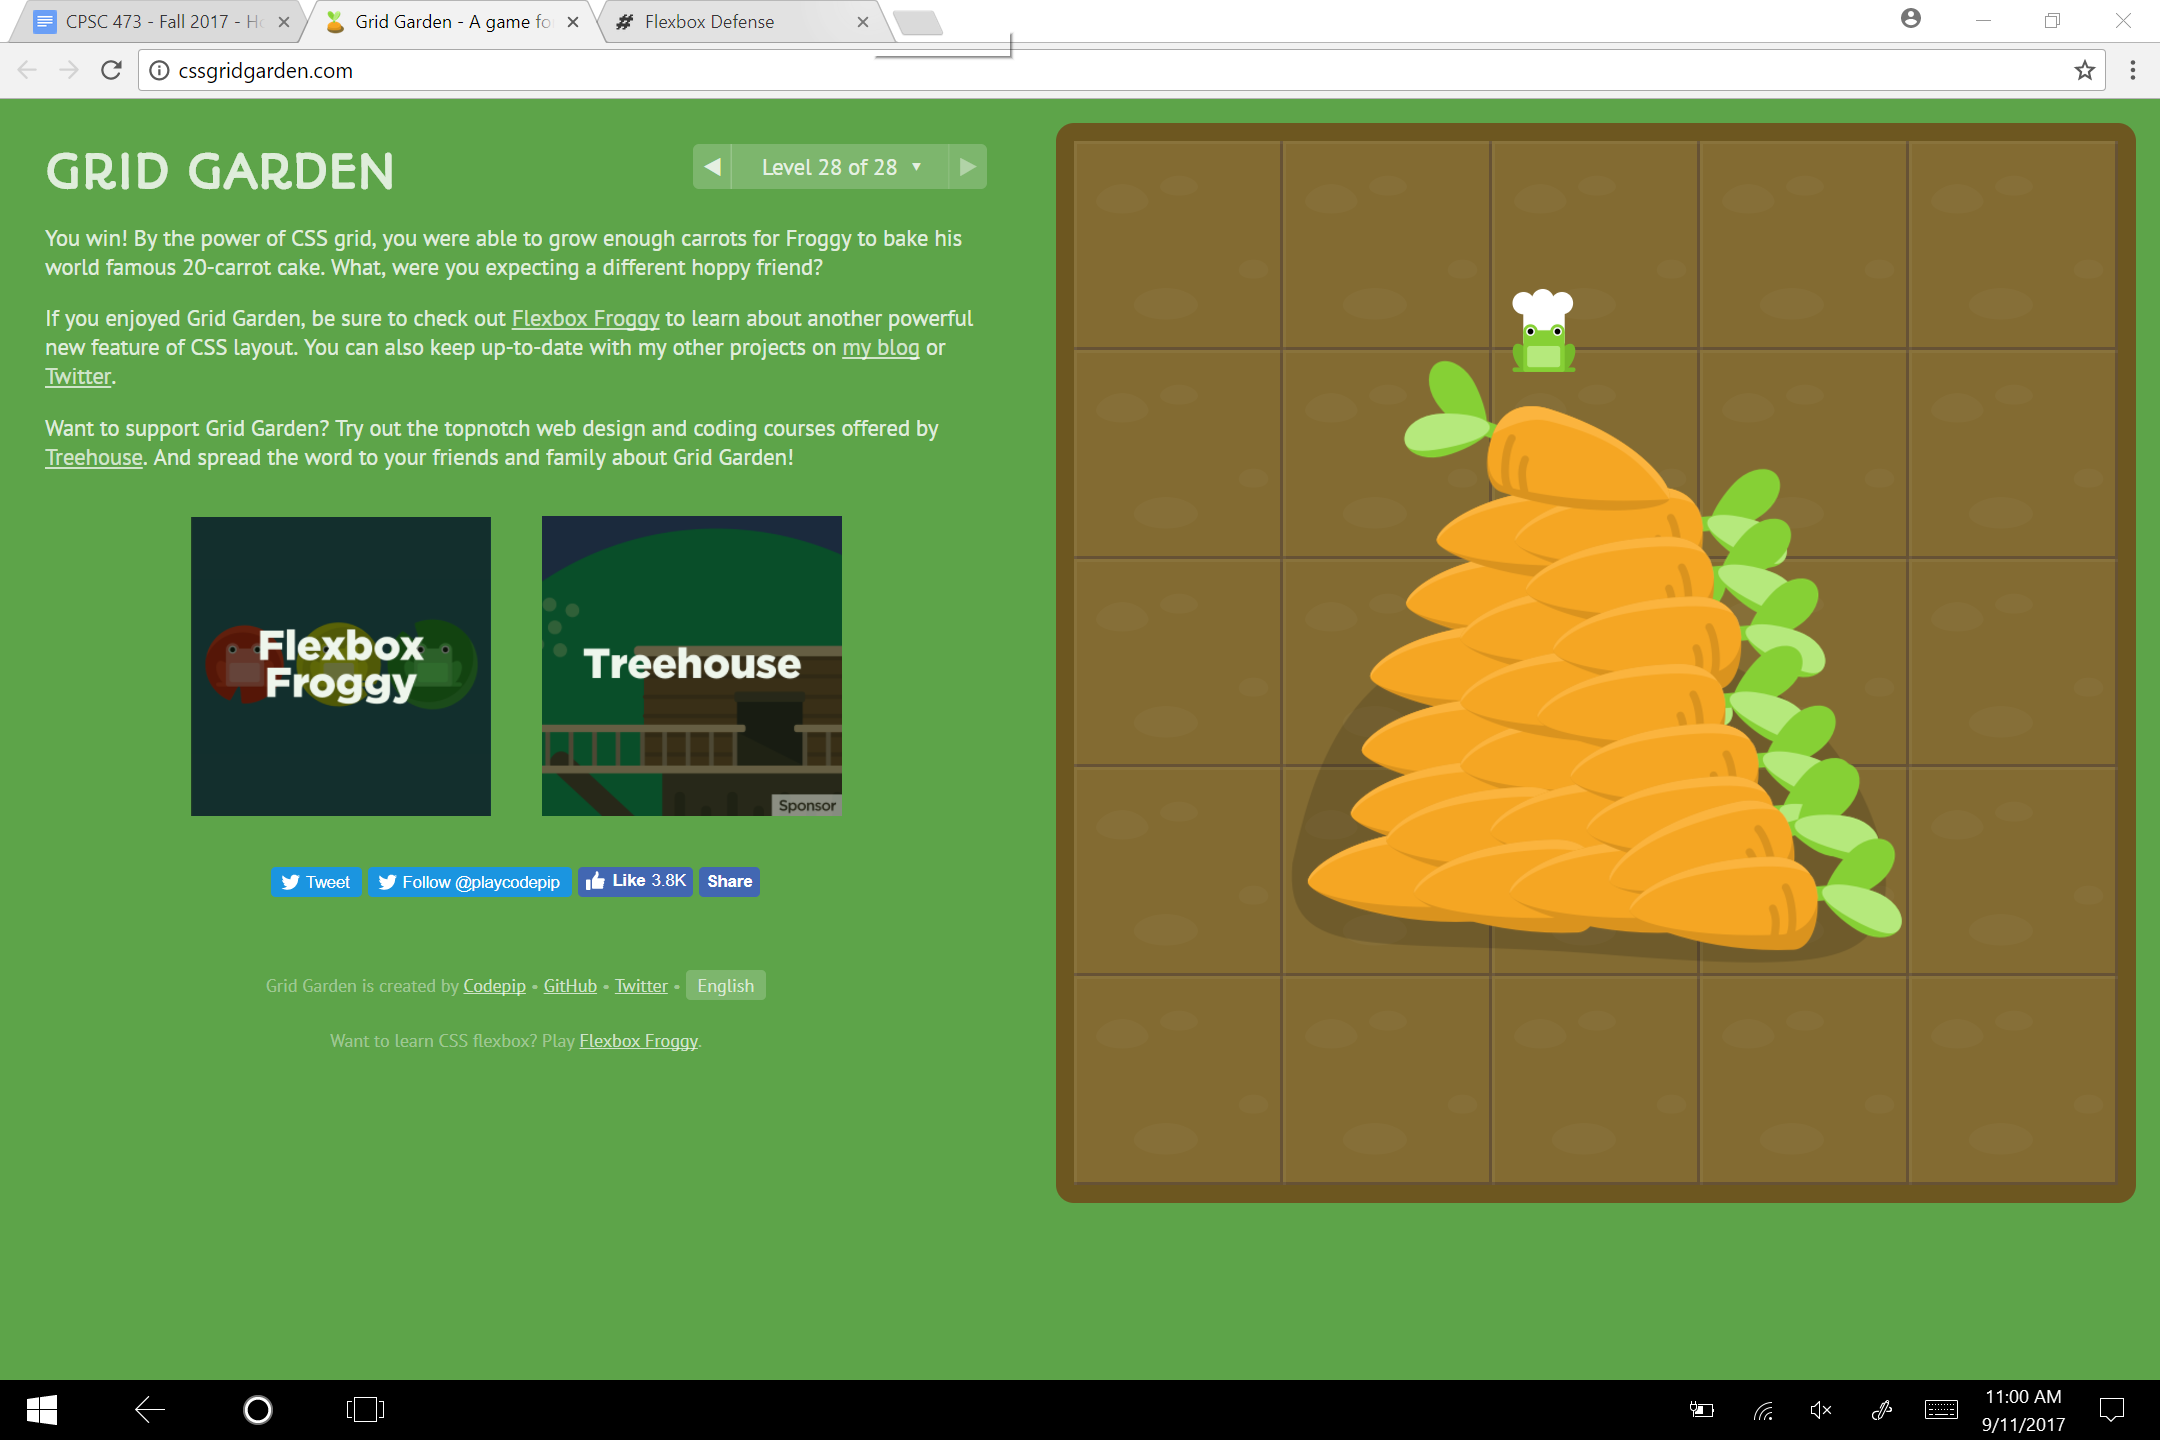 CPSC 473 - Fall 2017 - Ho
Grid Garden - A game fo
Flexbox Defense
cssgridgarden.com
GRID GARDEN
Level 28 of 28
You win! By the power of CSS grid, you were able to grow enough carrots for Froggy to bake his
world famous 20-carrot cake. What, were you expecting a different hoppy friend?
If you enjoyed Grid Garden, be sure to check out Flexbox Froggy to learn about another powerful
new feature of CSS layout. You can also keep up-to-date with my other projects on my blog or
Twitter.
Want to support Grid Garden? Try out the topnotch web design and coding courses offered by
Treehouse. And spread the word to your friends and family about Grid Garden!
Flexbox
Froggy
Treehouse
Sponsor
Tweet
Follow @playcodepip
Like 3.8K
Share
Grid Garden is created by Codepip • GitHub • Twitter • English
Want to learn CSS flexbox? Play Flexbox Froggy.
11:00 AM
9/11/2017